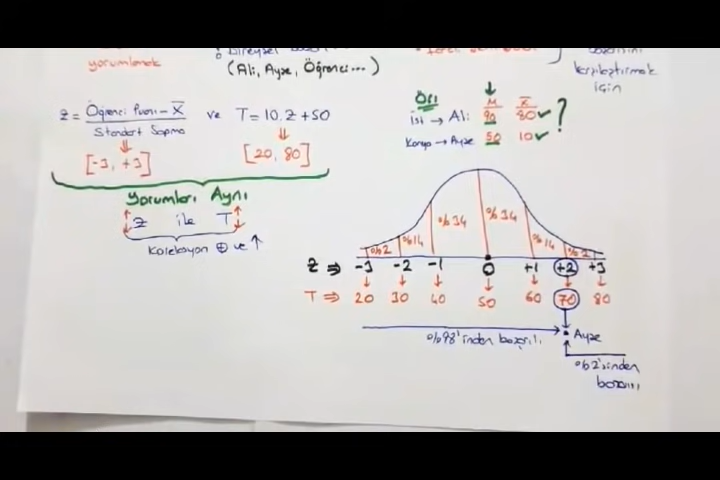 yorumlamak
bireysel
(Ali, Ayşe, Öğrenci...)
karşılaştırmak
için
Z = Öğrenci Puanı - X̄
Standart Sapma
ve T = 10.Z + 50
[-3, +3]
[20, 80]
Yorumları Aynı
Z ile T
Korelasyon ⊕ ve ↑
Ör:
M X̄
İst → Ali: 90 80 ✓
Konya → Ayşe 50 10 ✓
?
%2 %14 %34 %34 %14 %2
Z ⇒ -3 -2 -1 0 +1 +2 +3
T ⇒ 20 30 40 50 60 70 80
%98'inden başarılı
Ayşe
%2'sinden